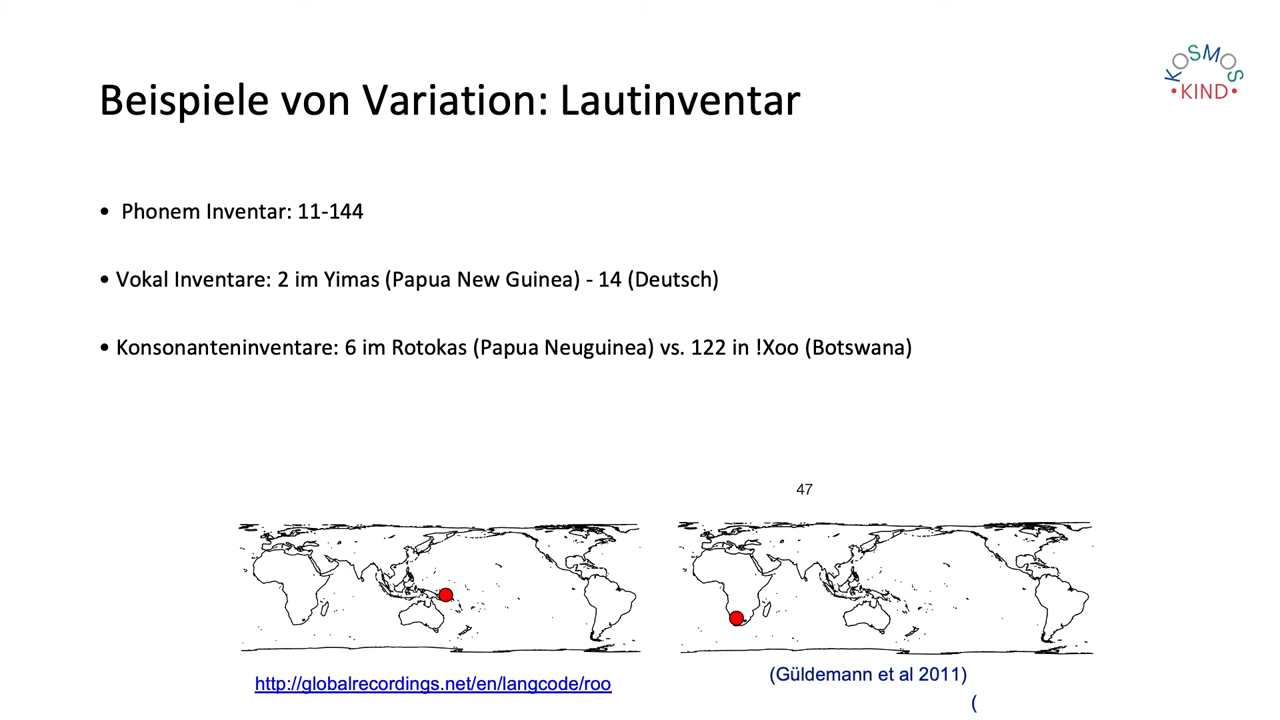 KOSMOS
•KIND•
Beispiele von Variation: Lautinventar
• Phonem Inventar: 11-144
• Vokal Inventare: 2 im Yimas (Papua New Guinea) - 14 (Deutsch)
• Konsonanteninventare: 6 im Rotokas (Papua Neuguinea) vs. 122 in !Xoo (Botswana)
47
http://globalrecordings.net/en/langcode/roo
(Güldemann et al 2011)
(